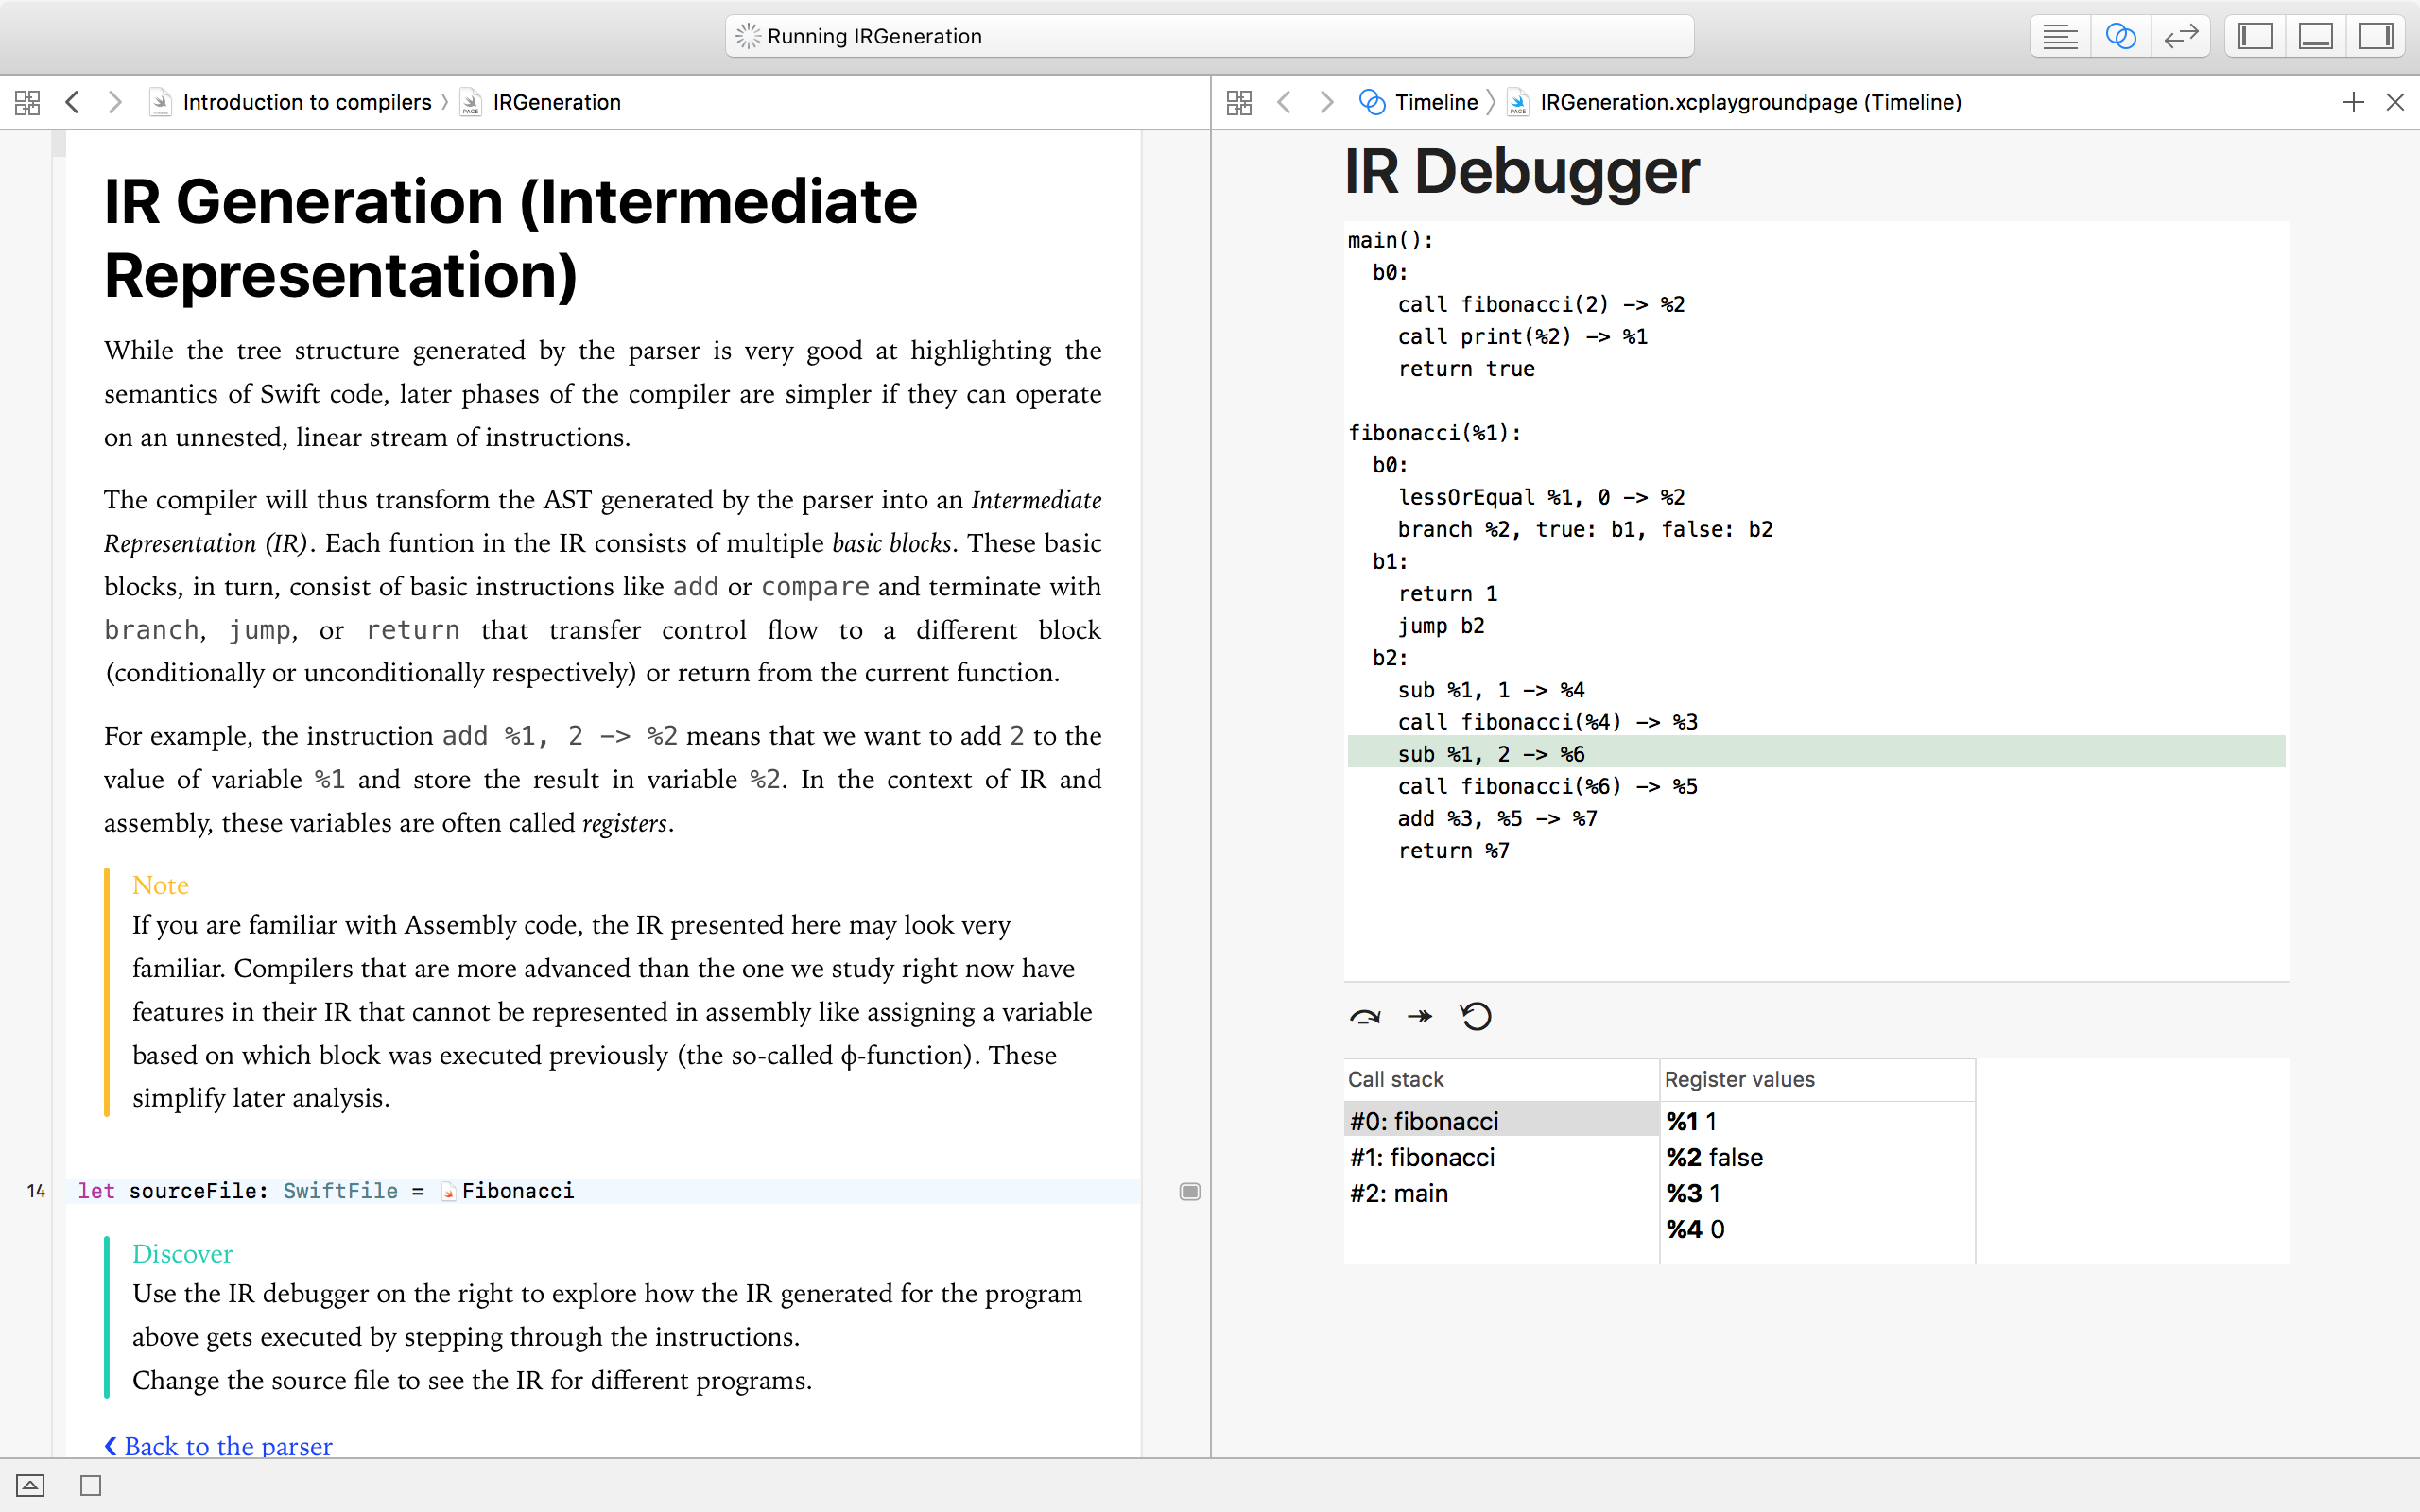 Running IRGeneration
Introduction to compilers 〉 IRGeneration
IR Generation (Intermediate
Representation)
While the tree structure generated by the parser is very good at highlighting the
semantics of Swift code, later phases of the compiler are simpler if they can operate
on an unnested, linear stream of instructions.
The compiler will thus transform the AST generated by the parser into an Intermediate
Representation (IR). Each funtion in the IR consists of multiple basic blocks. These basic
blocks, in turn, consist of basic instructions like add or compare and terminate with
branch, jump, or return that transfer control flow to a different block
(conditionally or unconditionally respectively) or return from the current function.
For example, the instruction add %1, 2 -> %2 means that we want to add 2 to the
value of variable %1 and store the result in variable %2. In the context of IR and
assembly, these variables are often called registers.
Note
If you are familiar with Assembly code, the IR presented here may look very
familiar. Compilers that are more advanced than the one we study right now have
features in their IR that cannot be represented in assembly like assigning a variable
based on which block was executed previously (the so-called ϕ-function). These
simplify later analysis.
14 let sourceFile: SwiftFile = Fibonacci
Discover
Use the IR debugger on the right to explore how the IR generated for the program
above gets executed by stepping through the instructions.
Change the source file to see the IR for different programs.
❮ Back to the parser
Timeline 〉 IRGeneration.xcplaygroundpage (Timeline)
IR Debugger
main():
b0:
call fibonacci(2) -> %2
call print(%2) -> %1
return true
fibonacci(%1):
b0:
lessOrEqual %1, 0 -> %2
branch %2, true: b1, false: b2
b1:
return 1
jump b2
b2:
sub %1, 1 -> %4
call fibonacci(%4) -> %3
sub %1, 2 -> %6
call fibonacci(%6) -> %5
add %3, %5 -> %7
return %7
Call stack
#0: fibonacci
#1: fibonacci
#2: main
Register values
%1 1
%2 false
%3 1
%4 0